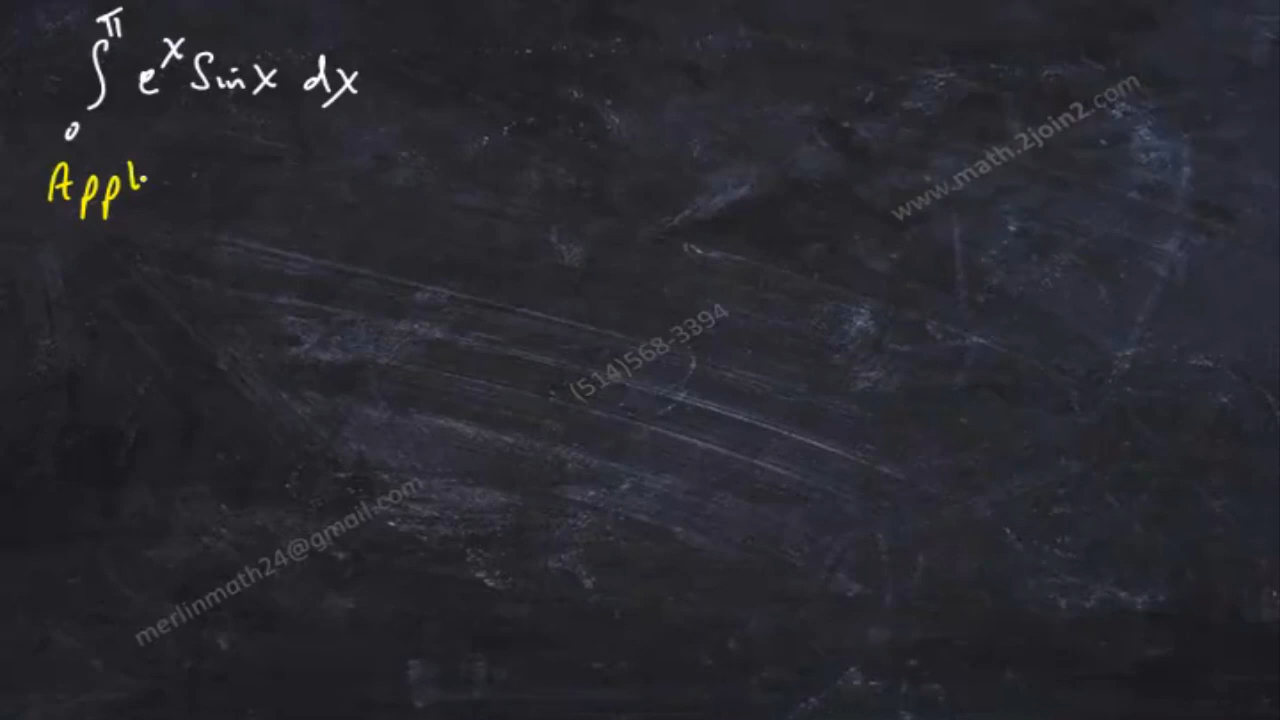 ∫₀^π e^x Sin x dx
Appl
www.math.2join2.com
(514)568-3394
merlinmath24@gmail.com